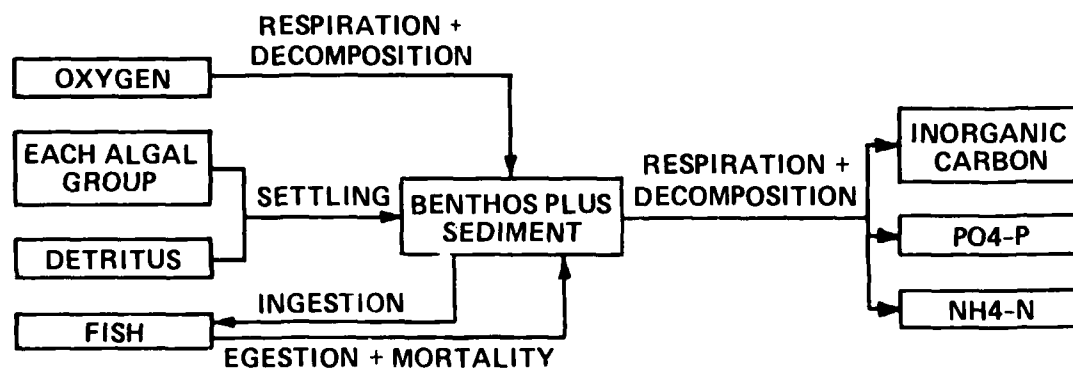 RESPIRATION +
DECOMPOSITION
OXYGEN
EACH ALGAL
GROUP
SETTLING
DETRITUS
BENTHOS PLUS
SEDIMENT
INGESTION
FISH
EGESTION + MORTALITY
RESPIRATION +
DECOMPOSITION
INORGANIC
CARBON
PO4-P
NH4-N